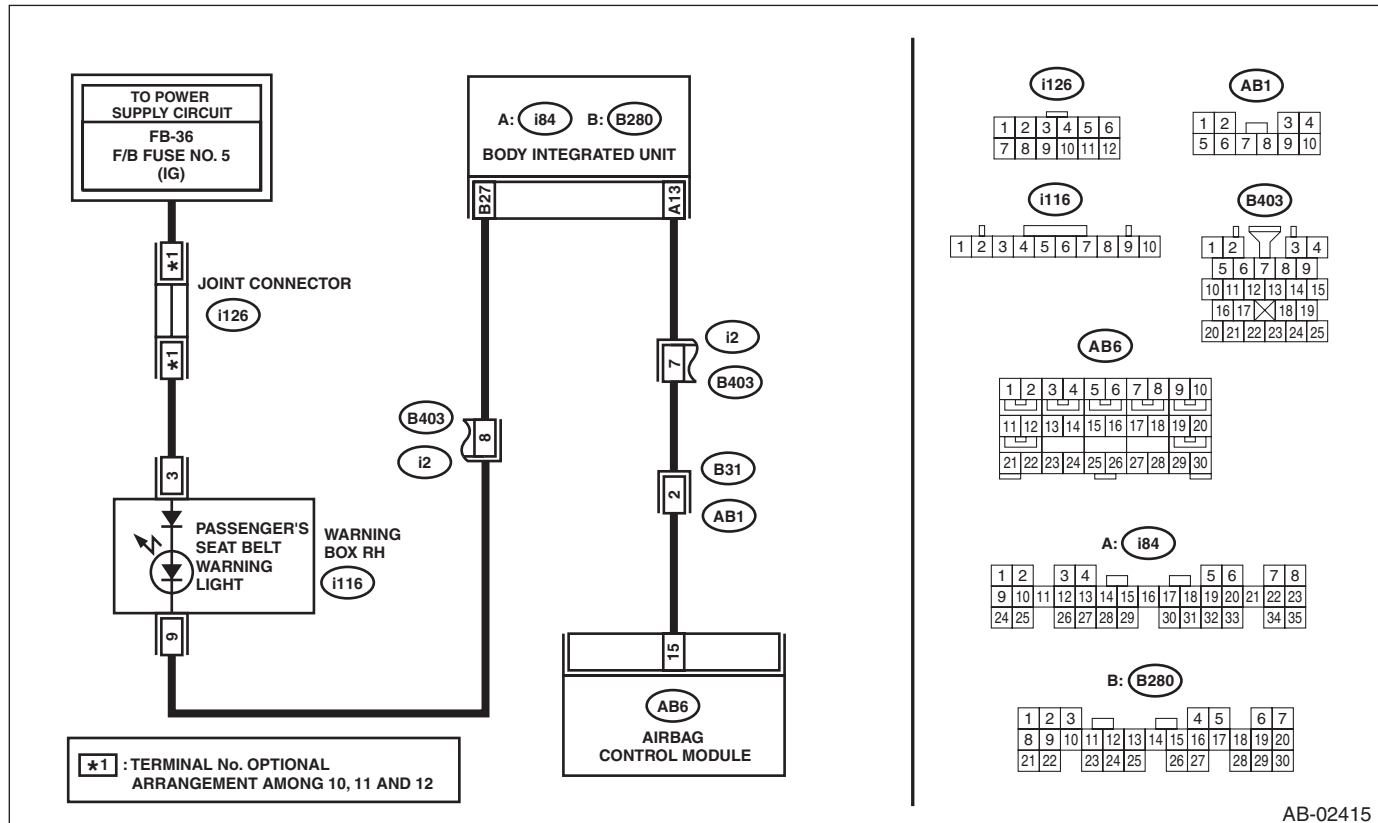 TO POWER
SUPPLY CIRCUIT
FB-36
F/B FUSE NO. 5
(IG)
*1
JOINT CONNECTOR
i126
*1
3
PASSENGER'S
SEAT BELT
WARNING
LIGHT
WARNING
BOX RH
i116
9
*1 : TERMINAL No. OPTIONAL
ARRANGEMENT AMONG 10, 11 AND 12
A: i84 B: B280
BODY INTEGRATED UNIT
B27
A13
B403
8
i2
i2
7
B403
B31
2
AB1
15
AB6
AIRBAG
CONTROL MODULE
i126
1 2 3 4 5 6
7 8 9 10 11 12
AB1
1 2 3 4
5 6 7 8 9 10
i116
1 2 3 4 5 6 7 8 9 10
B403
1 2 3 4
5 6 7 8 9
10 11 12 13 14 15
16 17 18 19
20 21 22 23 24 25
AB6
1 2 3 4 5 6 7 8 9 10
11 12 13 14 15 16 17 18 19 20
21 22 23 24 25 26 27 28 29 30
A: i84
1 2 3 4 5 6 7 8
9 10 11 12 13 14 15 16 17 18 19 20 21 22 23
24 25 26 27 28 29 30 31 32 33 34 35
B: B280
1 2 3 4 5 6 7
8 9 10 11 12 13 14 15 16 17 18 19 20
21 22 23 24 25 26 27 28 29 30
AB-02415